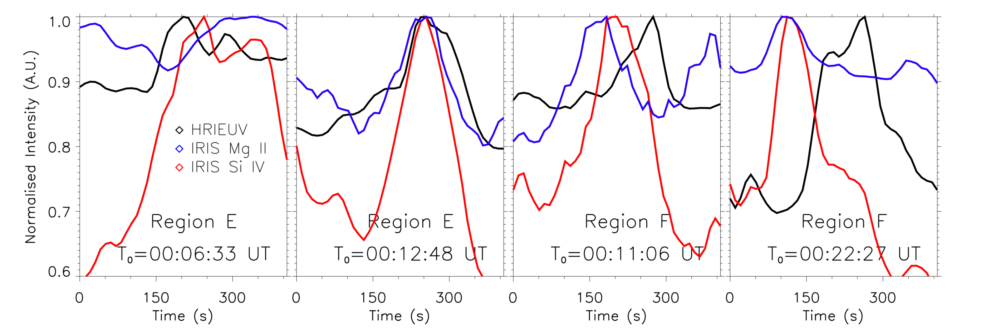 Normalised Intensity (A.U.)
1.0
0.9
0.8
0.7
0.6
HRIEUV
IRIS Mg II
IRIS Si IV
Region E
T₀=00:06:33 UT
0 150 300
Time (s)
Region E
T₀=00:12:48 UT
0 150 300
Time (s)
Region F
T₀=00:11:06 UT
0 150 300
Time (s)
Region F
T₀=00:22:27 UT
0 150 300
Time (s)